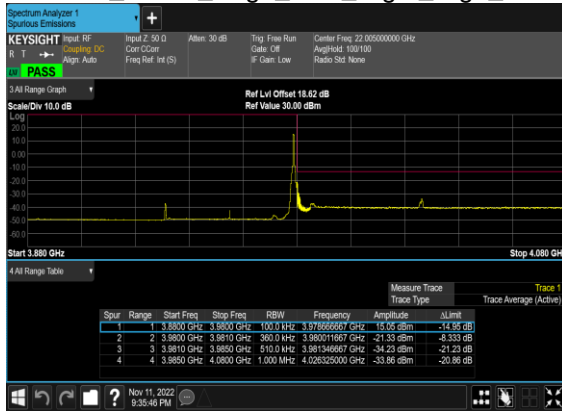 Spectrum Analyzer 1
Spurious Emissions
+
KEYSIGHT Input: RF Input Z: 50 Ω Atten: 30 dB Trig: Free Run Center Freq: 22.005000000 GHz
R T Coupling: DC Corr CCorr Gate: Off Avg|Hold: 100/100
Align: Auto Freq Ref: Int (S) IF Gain: Low Radio Std: None
PASS
3 All Range Graph
Ref Lvl Offset 18.62 dB
Scale/Div 10.0 dB Ref Value 30.00 dBm
Log
20.0
10.0
0.00
-10.0
-20.0
-30.0
-40.0
-50.0
-60.0
Start 3.880 GHz Stop 4.080 GH
4 All Range Table
Measure Trace Trace 1
Trace Type Trace Average (Active)
Spur Range Start Freq Stop Freq RBW Frequency Amplitude ΔLimit
1 1 3.8800 GHz 3.9800 GHz 100.0 kHz 3.978666667 GHz 15.05 dBm -14.95 dB
2 2 3.9800 GHz 3.9810 GHz 360.0 kHz 3.980011667 GHz -21.33 dBm -8.333 dB
3 3 3.9810 GHz 3.9850 GHz 510.0 kHz 3.981346667 GHz -34.23 dBm -21.23 dB
4 4 3.9850 GHz 4.0800 GHz 1.000 MHz 4.026325000 GHz -33.86 dBm -20.86 dB
? Nov 11, 2022
9:35:46 PM